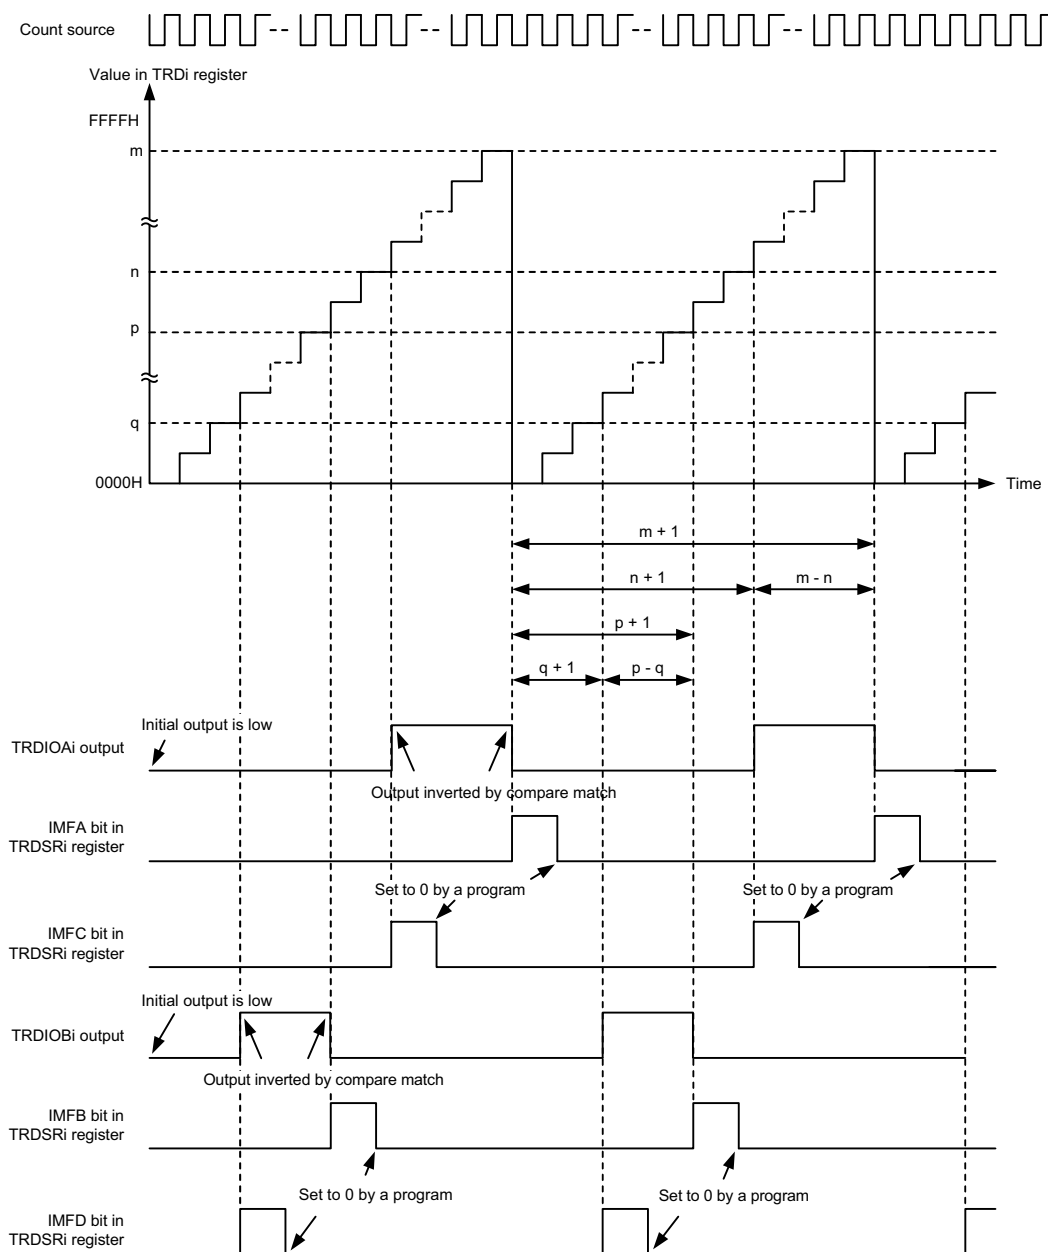 Count source
Value in TRDi register
FFFFH
m
n
p
q
0000H
Time
m + 1
n + 1
m - n
p + 1
q + 1
p - q
Initial output is low
TRDIOAi output
Output inverted by compare match
IMFA bit in
TRDSRi register
Set to 0 by a program
Set to 0 by a program
IMFC bit in
TRDSRi register
Initial output is low
TRDIOBi output
Output inverted by compare match
IMFB bit in
TRDSRi register
Set to 0 by a program
Set to 0 by a program
IMFD bit in
TRDSRi register